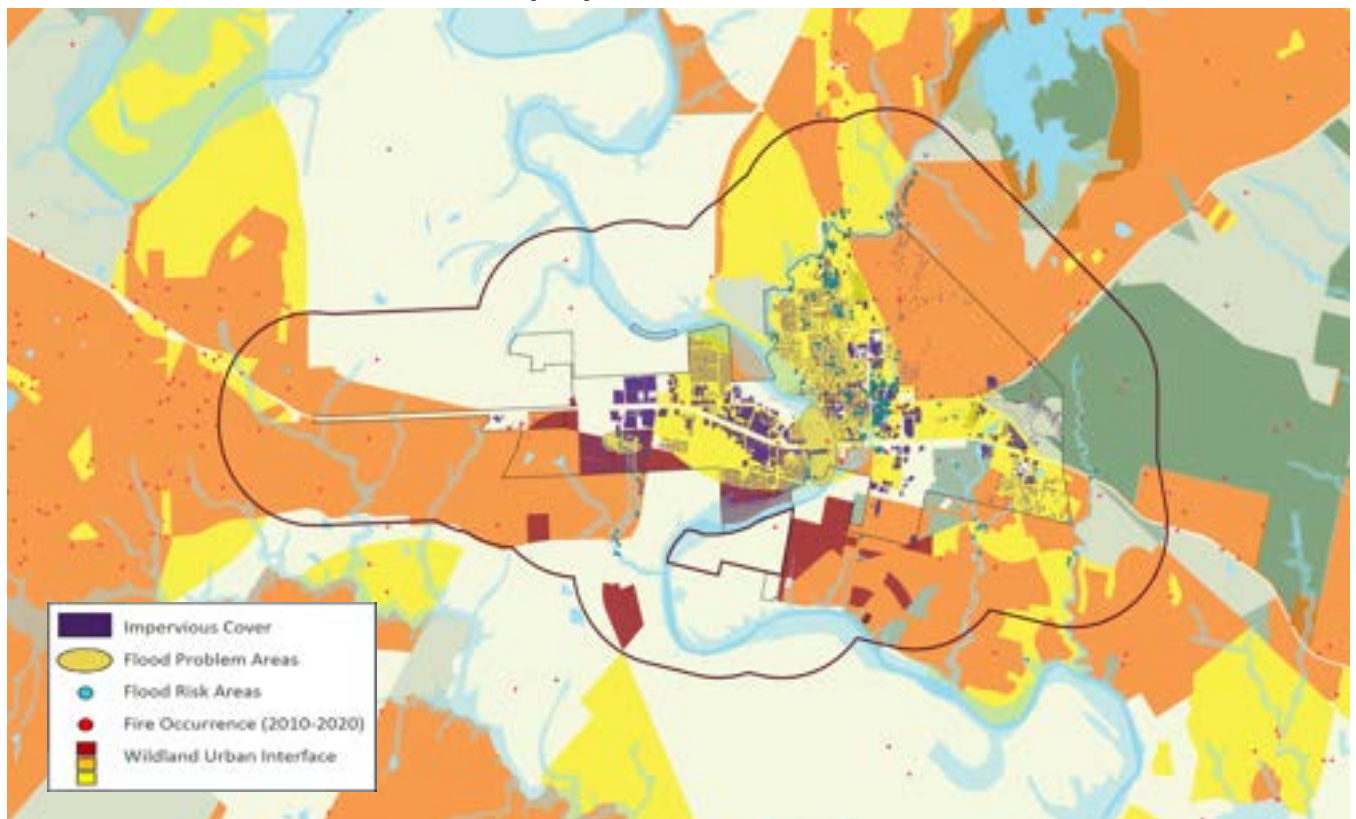 Impervious Cover
Flood Problem Areas
Flood Risk Areas
Fire Occurrence (2010-2020)
Wildland Urban Interface